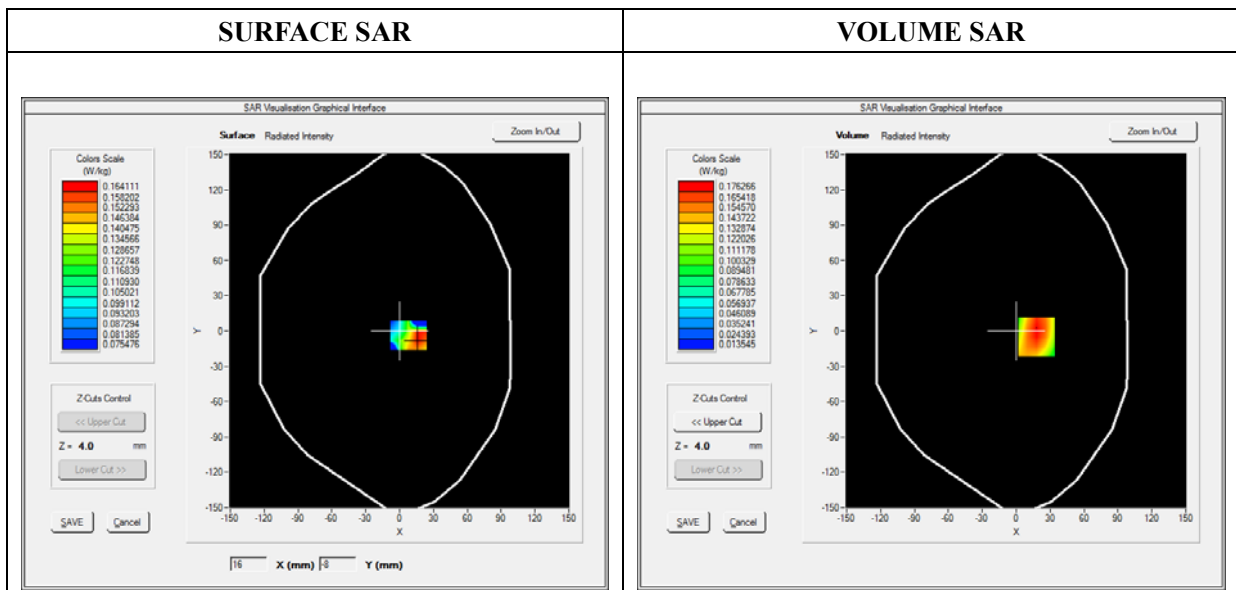 SURFACE SAR
VOLUME SAR
SAR Visualisation Graphical Interface
Surface Radiated Intensity
Zoom In/Out
Colors Scale
(W/kg)
0.164111
0.158202
0.152293
0.146384
0.140475
0.134566
0.128657
0.122748
0.116839
0.110930
0.105021
0.099112
0.093203
0.087294
0.081385
0.075476
Z-Cuts Control
<< Upper Cut
Z = 4.0 mm
Lower Cut >>
SAVE Cancel
150
120
90
60
30
0
-30
-60
-90
-120
-150
Y
-150 -120 -90 -60 -30 0 30 60 90 120 150
X
16 X (mm) -8 Y (mm)
SAR Visualisation Graphical Interface
Volume Radiated Intensity
Zoom In/Out
Colors Scale
(W/kg)
0.176266
0.165418
0.154570
0.143722
0.132874
0.122026
0.111178
0.100329
0.089481
0.078633
0.067785
0.056937
0.046089
0.035241
0.024393
0.013545
Z-Cuts Control
<< Upper Cut
Z = 4.0 mm
Lower Cut >>
SAVE Cancel
150
120
90
60
30
0
-30
-60
-90
-120
-150
Y
-150 -120 -90 -60 -30 0 30 60 90 120 150
X